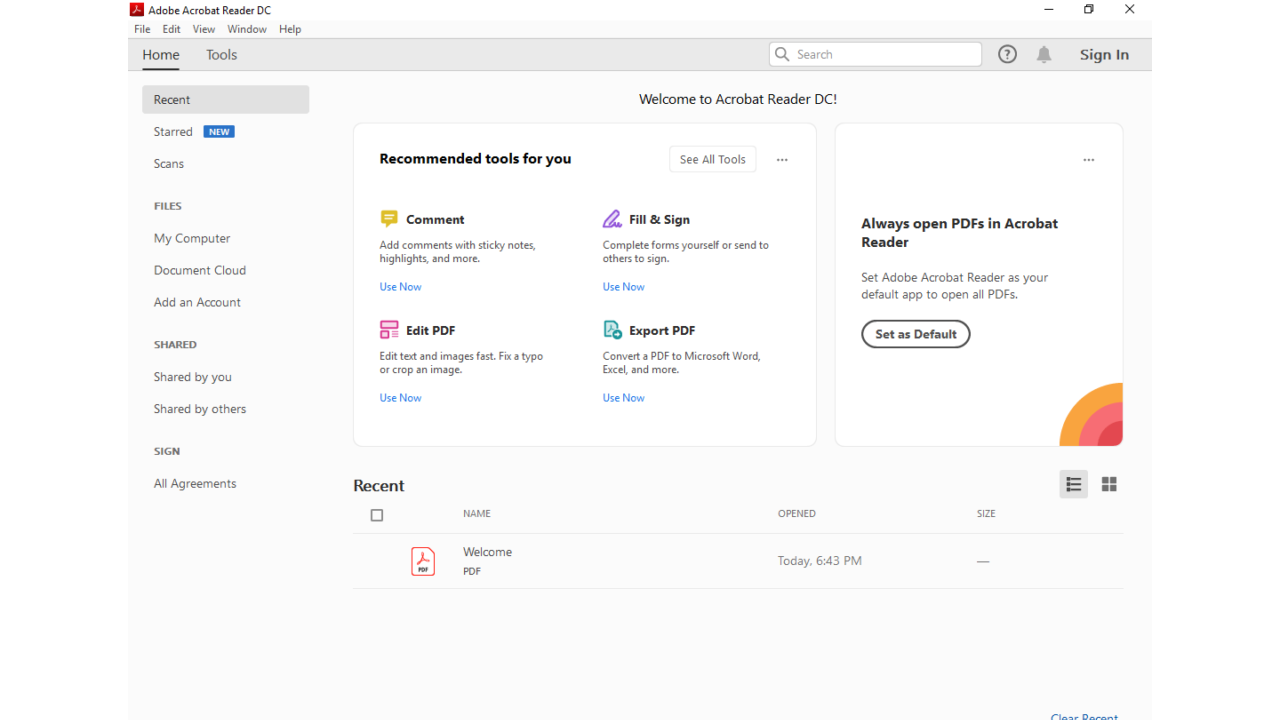 Adobe Acrobat Reader DC
File Edit View Window Help
Home Tools Search ? Sign In
Recent
Starred NEW
Scans
FILES
My Computer
Document Cloud
Add an Account
SHARED
Shared by you
Shared by others
SIGN
All Agreements
Welcome to Acrobat Reader DC!
Recommended tools for you See All Tools ...
Comment
Add comments with sticky notes,
highlights, and more.
Use Now
Fill & Sign
Complete forms yourself or send to
others to sign.
Use Now
Edit PDF
Edit text and images fast. Fix a typo
or crop an image.
Use Now
Export PDF
Convert a PDF to Microsoft Word,
Excel, and more.
Use Now
...
Always open PDFs in Acrobat
Reader
Set Adobe Acrobat Reader as your
default app to open all PDFs.
Set as Default
Recent
NAME OPENED SIZE
PDF
Welcome
PDF
Today, 6:43 PM —
Clear Recent